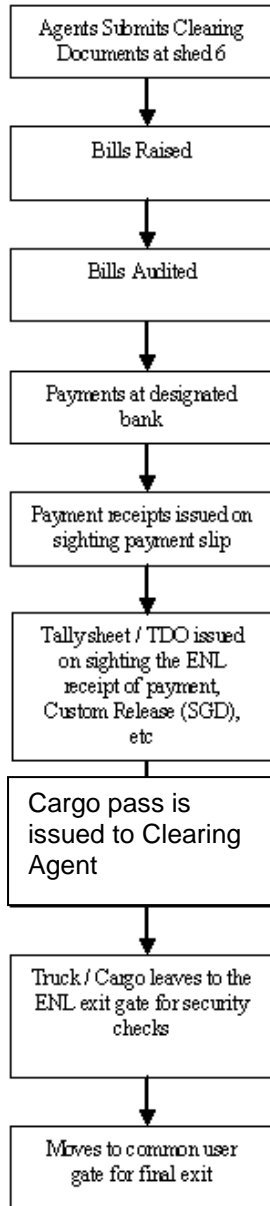 Agents Submits Clearing
Documents at shed 6
Bills Raised
Bills Audited
Payments at designated
bank
Payment receipts issued on
sighting payment slip
Tallysheet / TDO issued
on sighting the ENL
receipt of payment,
Custom Release (SGD),
etc
Cargo pass is
issued to Clearing
Agent
Truck / Cargo leaves to the
ENL exit gate for security
checks
Moves to common user
gate for final exit